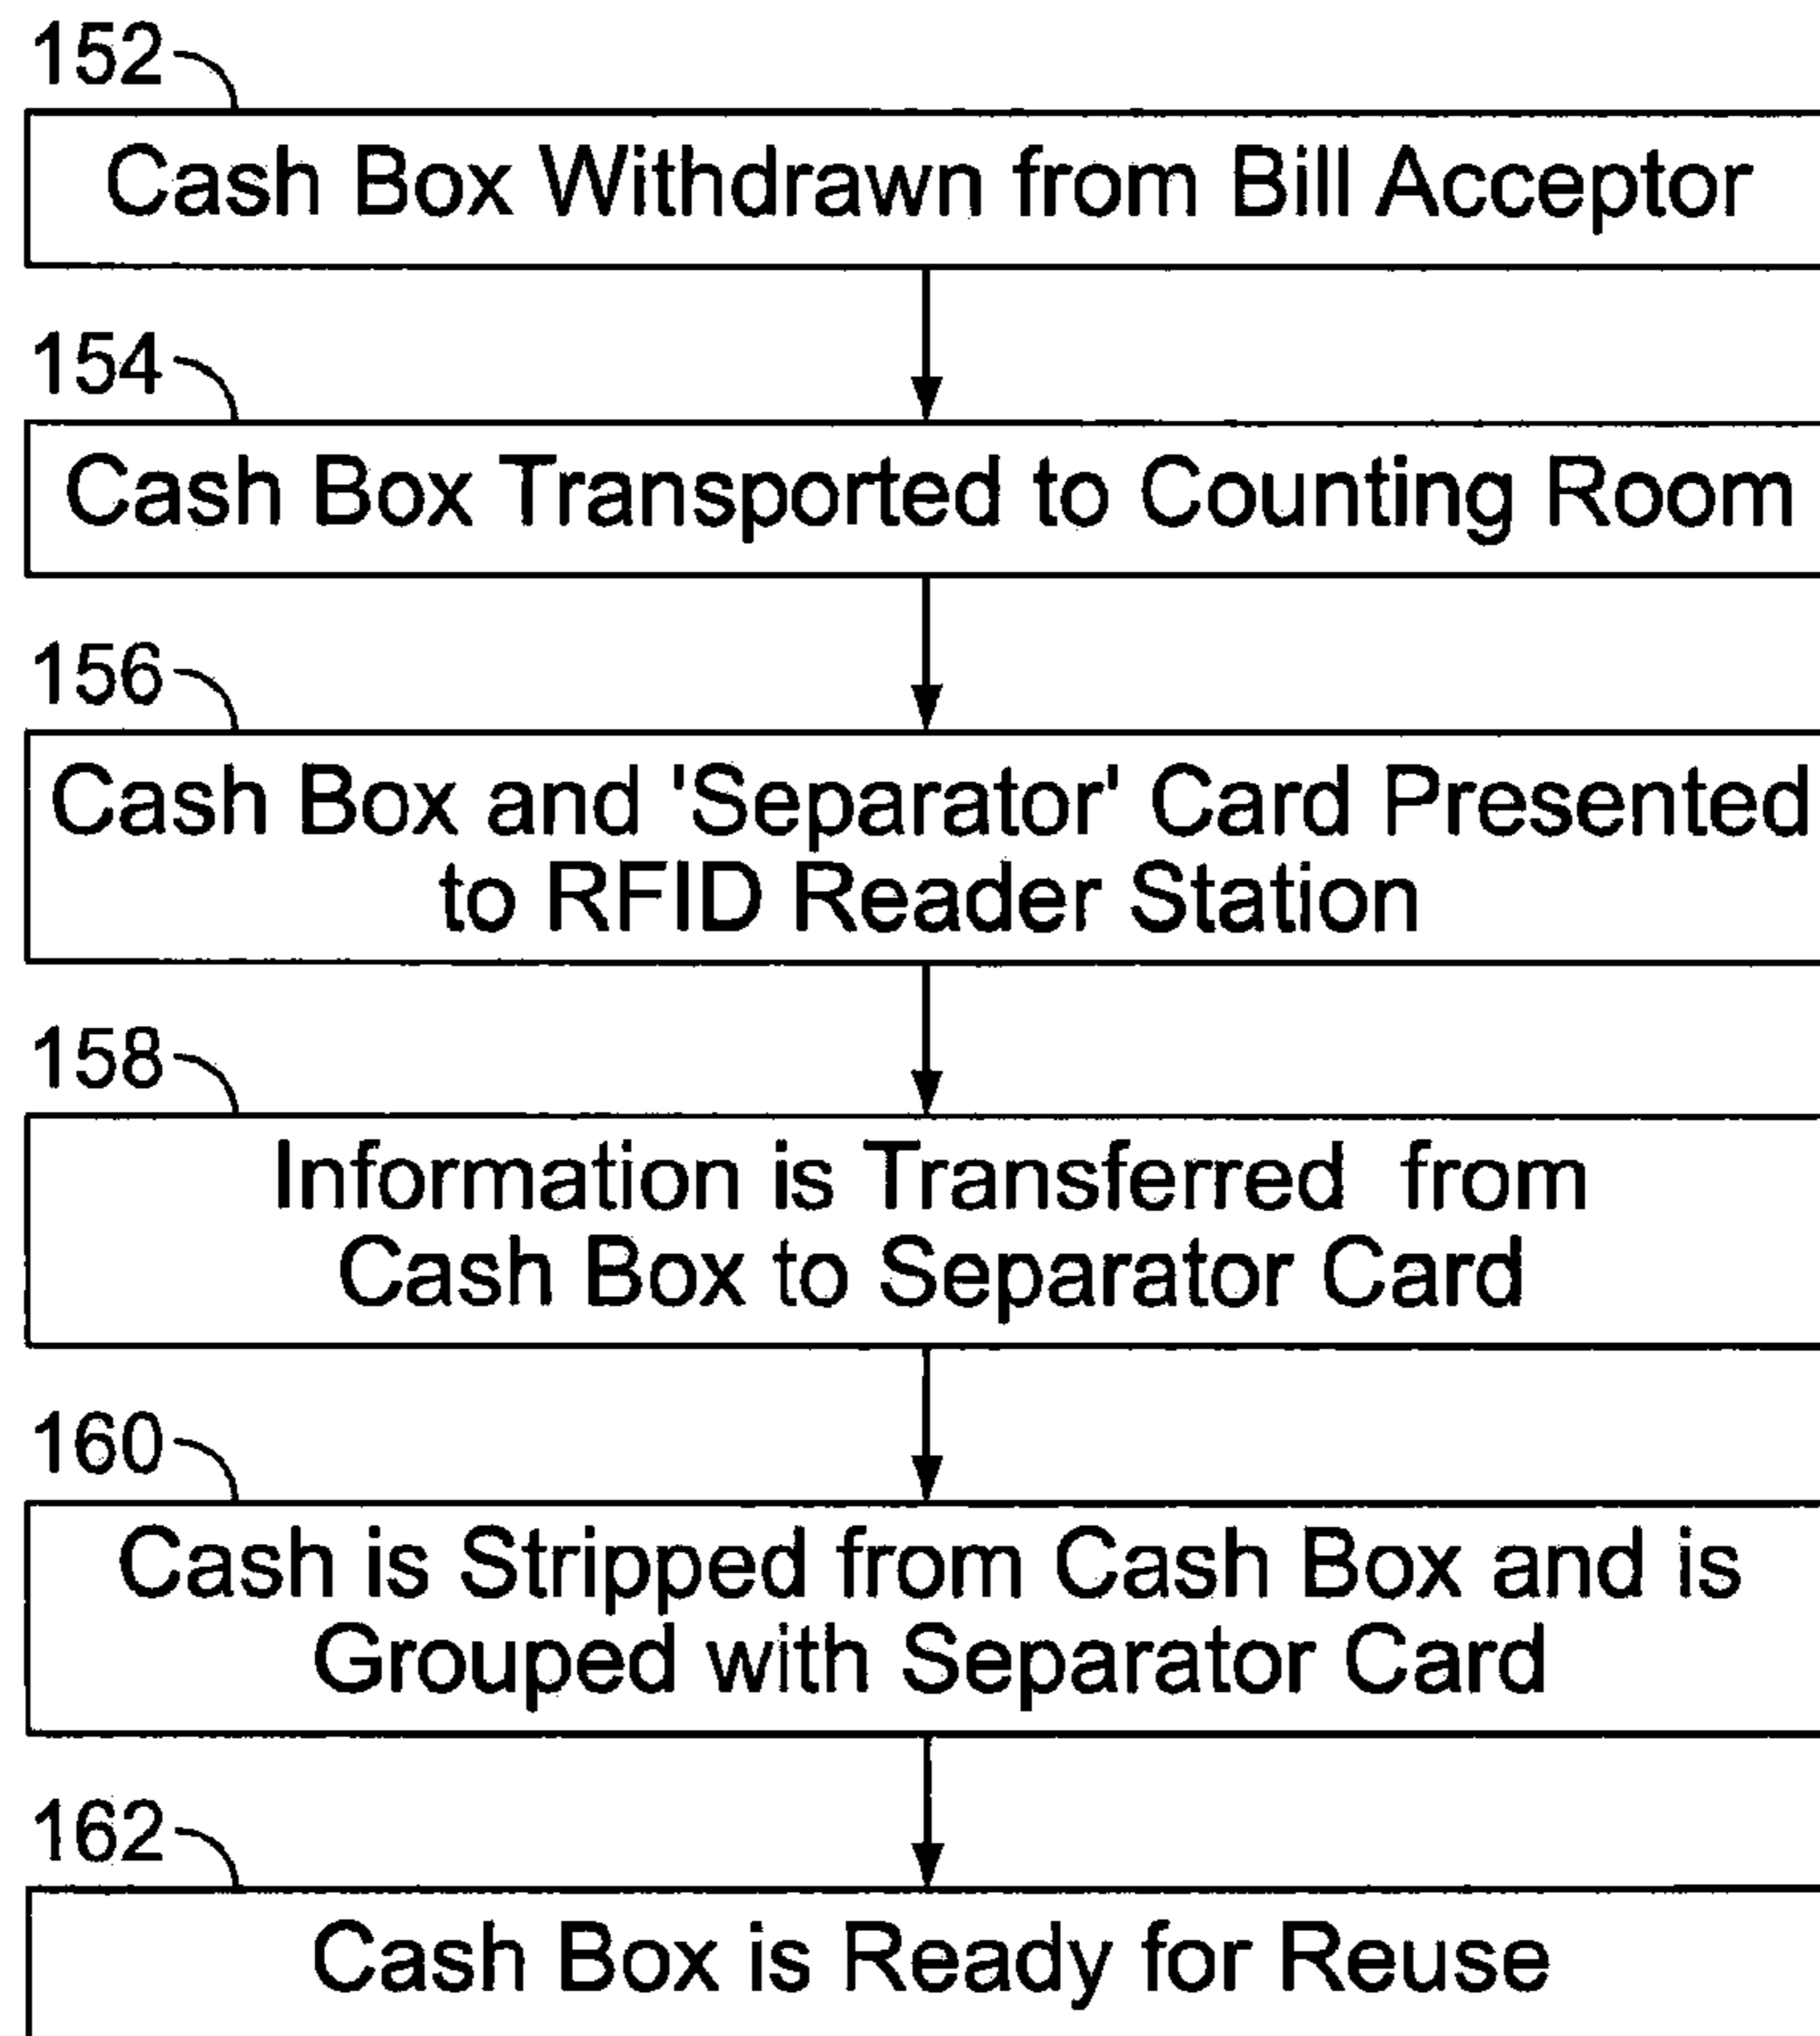 152
Cash Box Withdrawn from Bill Acceptor
154
Cash Box Transported to Counting Room
156
Cash Box and 'Separator' Card Presented
to RFID Reader Station
158
Information is Transferred from
Cash Box to Separator Card
160
Cash is Stripped from Cash Box and is
Grouped with Separator Card
162
Cash Box is Ready for Reuse